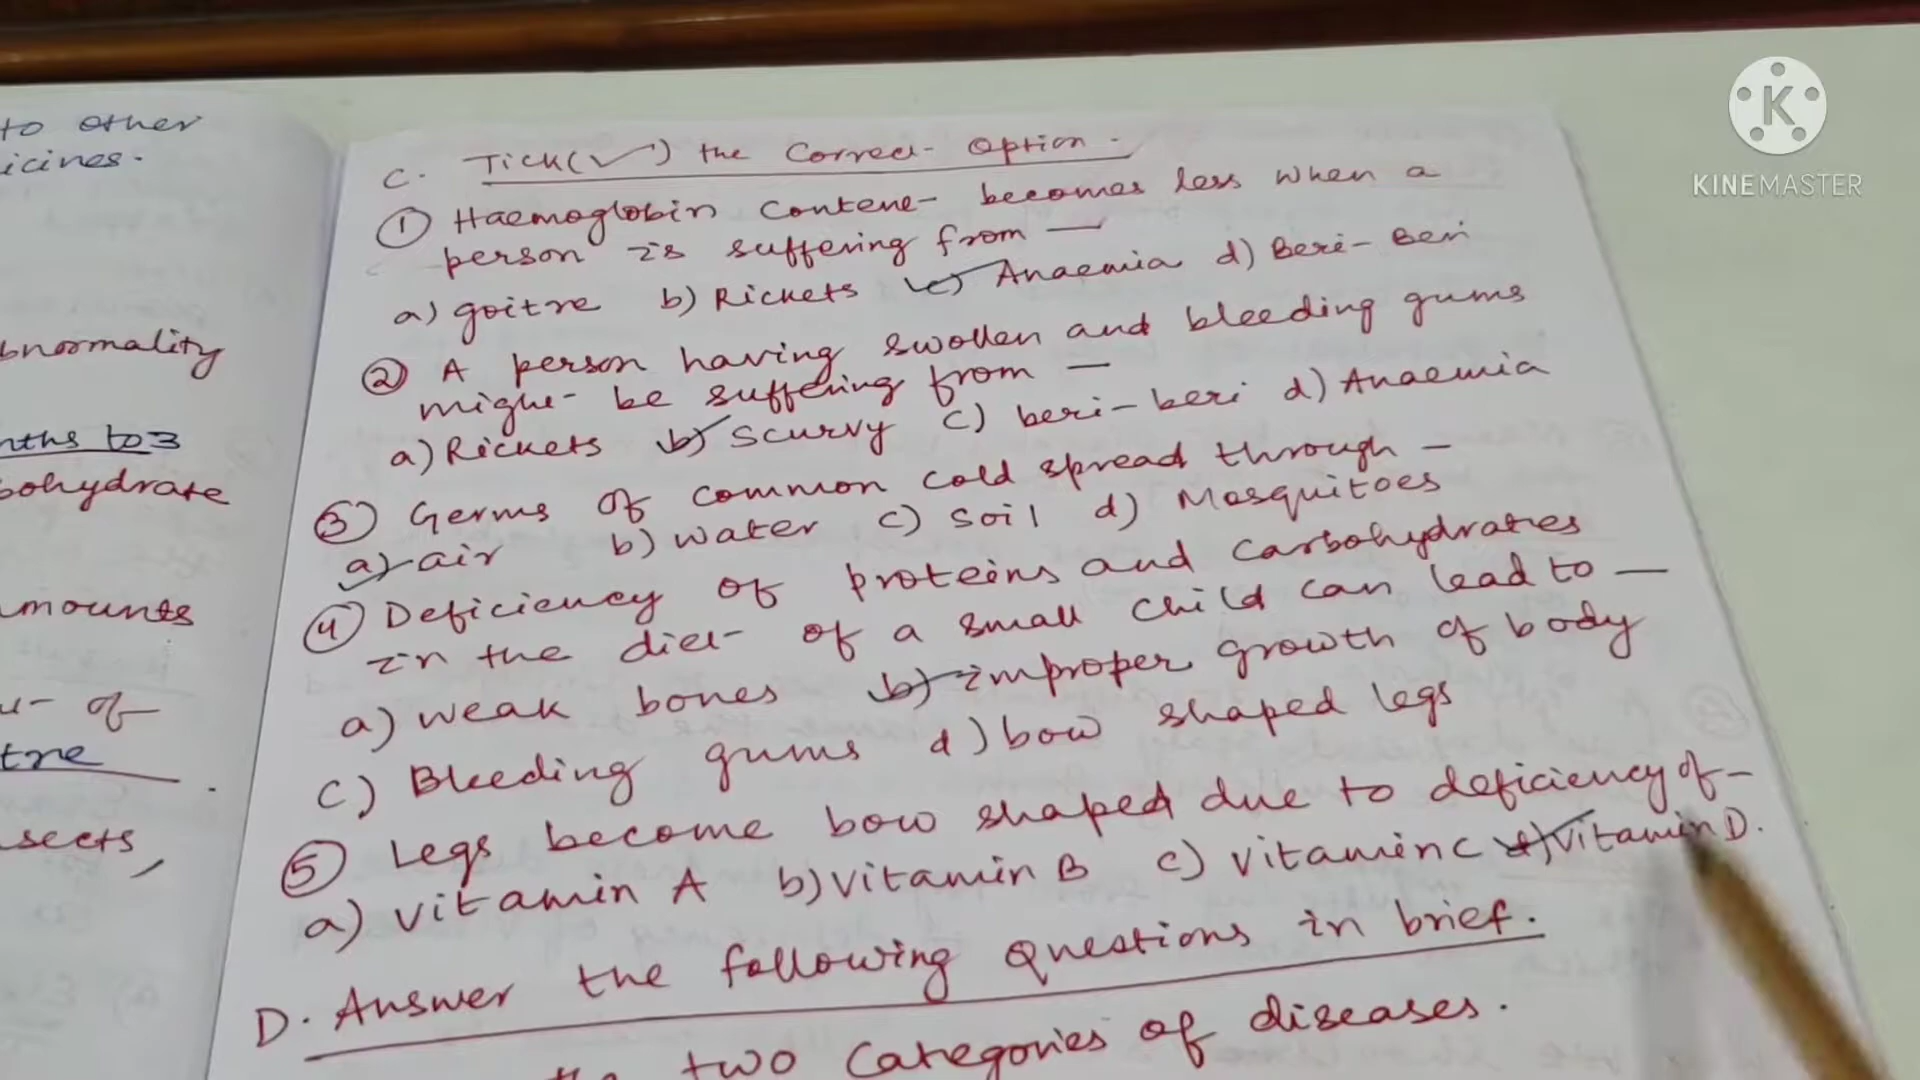 to other
icines.
bnormality
nths to 3
bohydrate
mounts
of
tre
sects,
C. Tick(✓) the Correct Option.
① Haemoglobin Content becomes less when a
person is suffering from —
a) goitre b) Rickets c) Anaemia d) Beri-Beri
② A person having swollen and bleeding gums
might be suffering from —
a) Rickets b) Scurvy c) beri-beri d) Anaemia
③ Germs of common cold spread through —
a) air b) water c) soil d) Mosquitoes
④ Deficiency of proteins and carbohydrates
in the diet of a small child can lead to —
a) weak bones b) improper growth of body
c) Bleeding gums d) bow shaped legs
⑤ Legs become bow shaped due to deficiency of —
a) vitamin A b) vitamin B c) vitamin C d) vitamin D.
D. Answer the following questions in brief.
two categories of diseases.
KINEMASTER